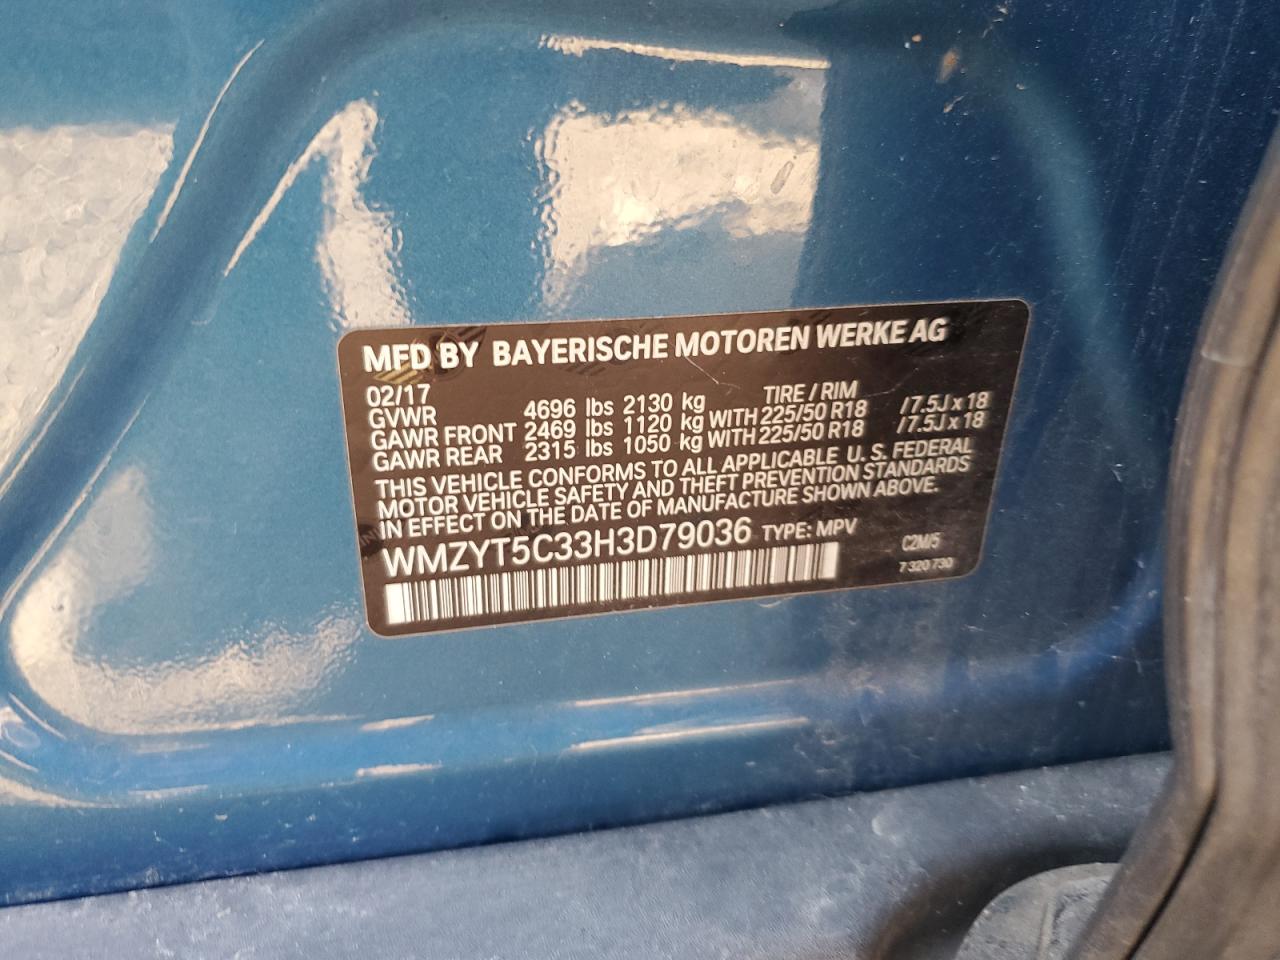 MFD BY BAYERISCHE MOTOREN WERKE AG
02/17 TIRE / RIM
GVWR 4696 lbs 2130 kg
GAWR FRONT 2469 lbs 1120 kg WITH 225/50 R18 /7.5J x 18
GAWR REAR 2315 lbs 1050 kg WITH 225/50 R18 /7.5J x 18
THIS VEHICLE CONFORMS TO ALL APPLICABLE U. S. FEDERAL
MOTOR VEHICLE SAFETY AND THEFT PREVENTION STANDARDS
IN EFFECT ON THE DATE OF MANUFACTURE SHOWN ABOVE.
WMZYT5C33H3D79036 TYPE: MPV
C2M/5
7 320 730